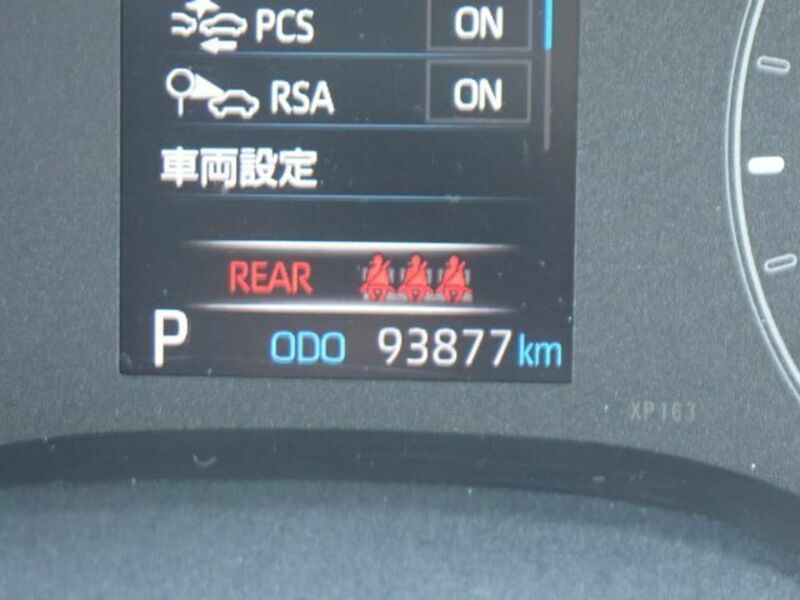 PCS ON
RSA ON
車両設定
REAR
P ODO 93877 km
XP163